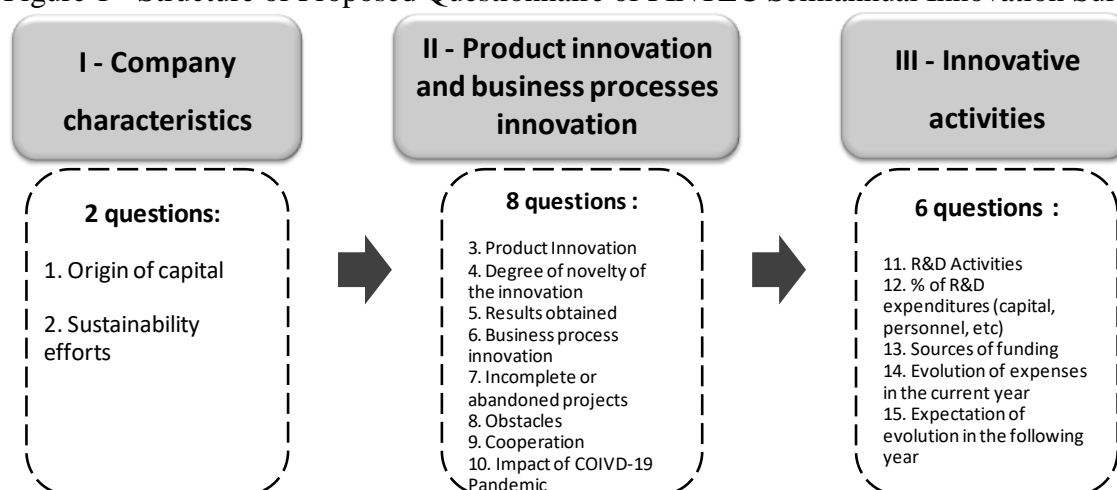 Figure 1 - Structure of Proposed Questionnaire of PINTEC Semiannual Innovation Sur
I - Company
characteristics
2 questions:
1. Origin of capital
2. Sustainability
efforts
II - Product innovation
and business processes
innovation
8 questions :
3. Product Innovation
4. Degree of novelty of
the innovation
5. Results obtained
6. Business process
innovation
7. Incomplete or
abandoned projects
8. Obstacles
9. Cooperation
10. Impact of COIVD-19
Pandemic
III - Innovative
activities
6 questions :
11. R&D Activities
12. % of R&D
expenditures (capital,
personnel, etc)
13. Sources of funding
14. Evolution of expenses
in the current year
15. Expectation of
evolution in the following
year